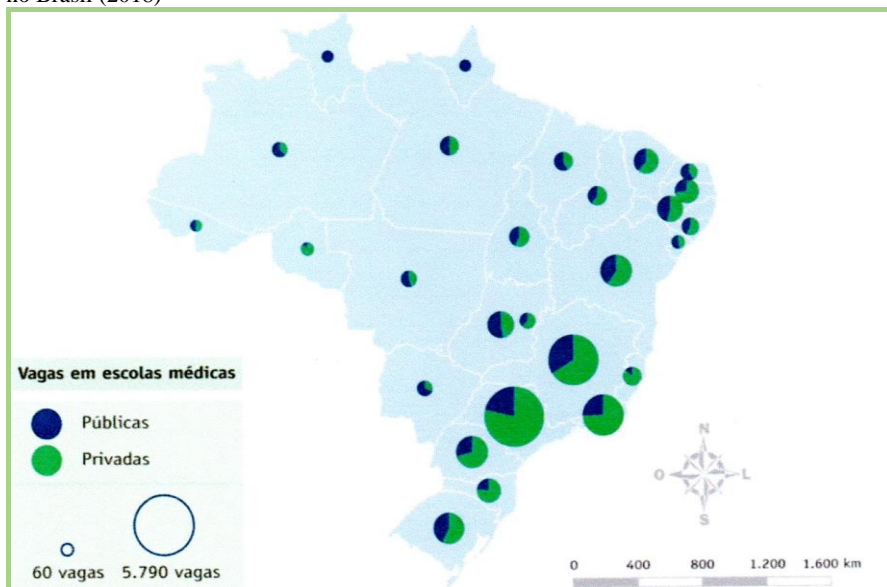 no Brasil (2018)
Vagas em escolas médicas
Públicas
Privadas
60 vagas 5.790 vagas
N
O L
S
0 400 800 1.200 1.600 km